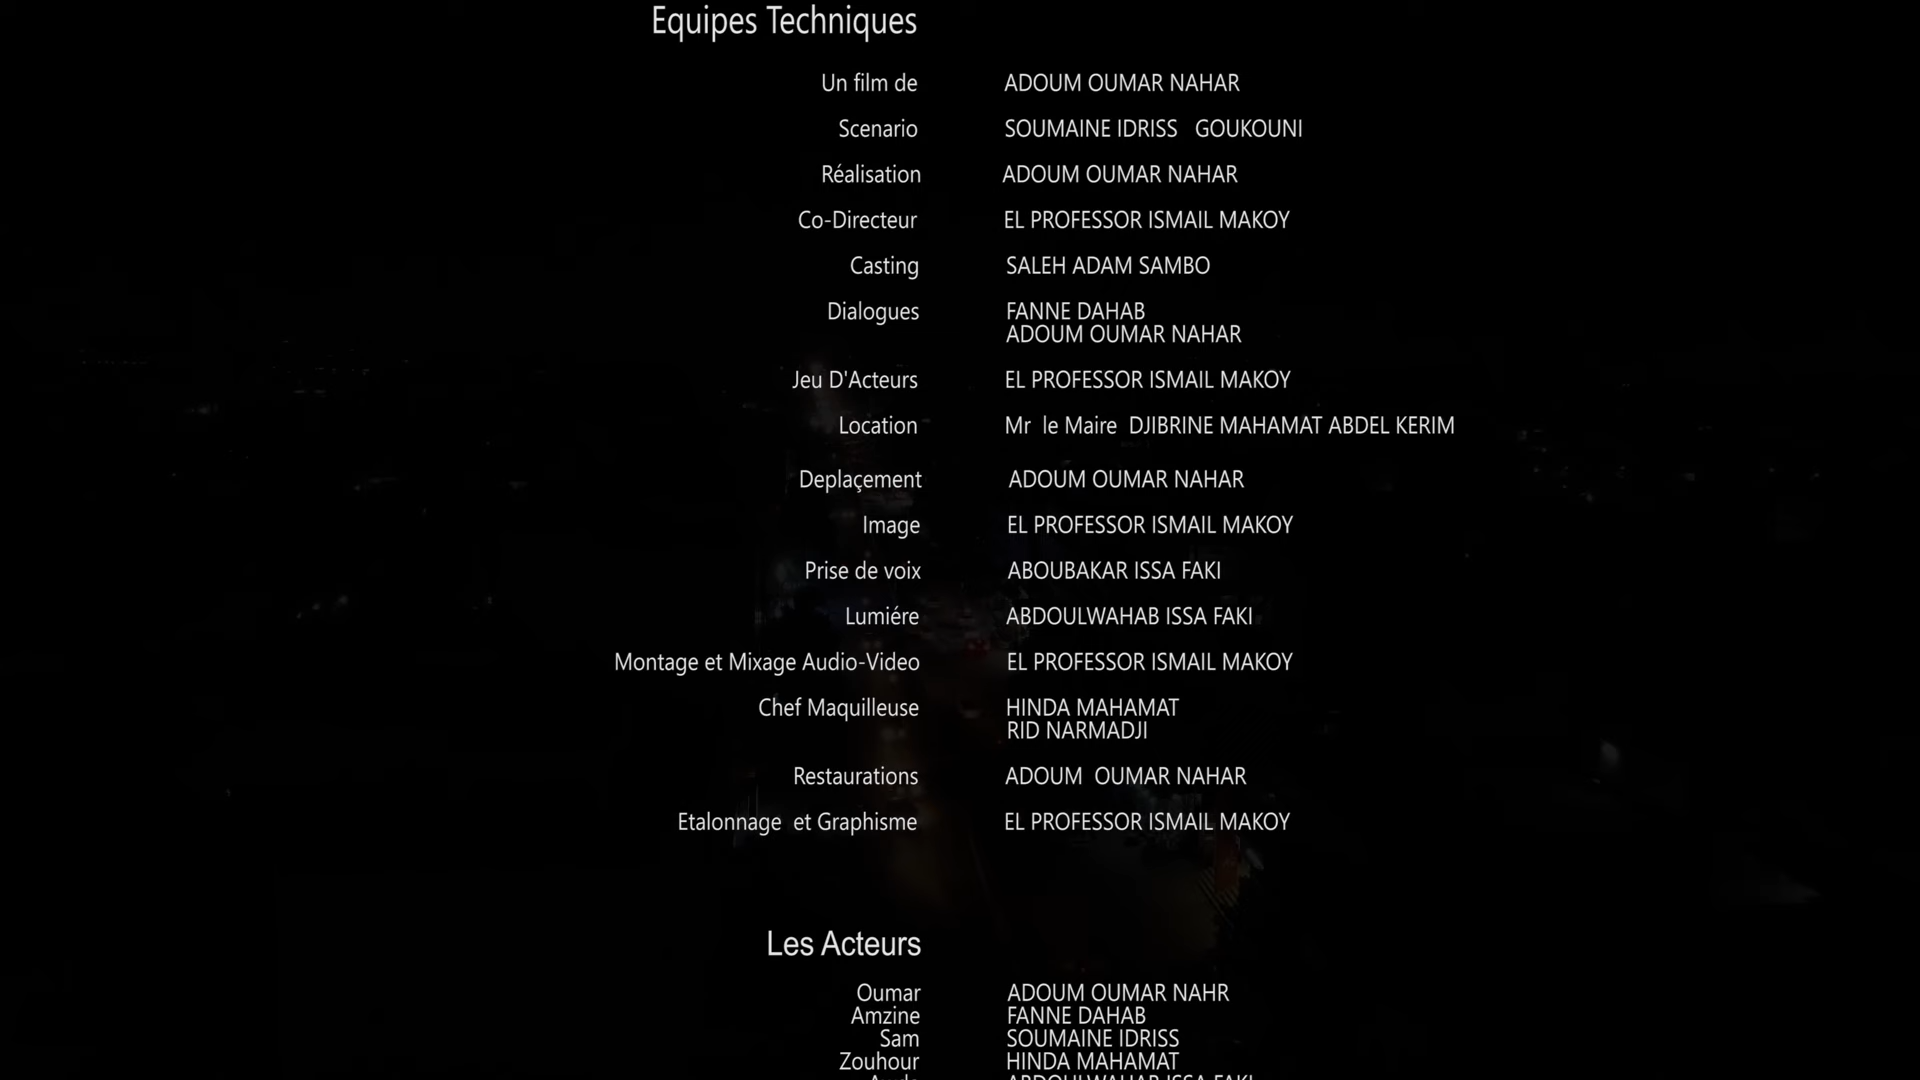 Equipes Techniques
Un film de ADOUM OUMAR NAHAR
Scenario SOUMAINE IDRISS GOUKOUNI
Réalisation ADOUM OUMAR NAHAR
Co-Directeur EL PROFESSOR ISMAIL MAKOY
Casting SALEH ADAM SAMBO
Dialogues FANNE DAHAB
ADOUM OUMAR NAHAR
Jeu D'Acteurs EL PROFESSOR ISMAIL MAKOY
Location Mr le Maire DJIBRINE MAHAMAT ABDEL KERIM
Deplaçement ADOUM OUMAR NAHAR
Image EL PROFESSOR ISMAIL MAKOY
Prise de voix ABOUBAKAR ISSA FAKI
Lumiére ABDOULWAHAB ISSA FAKI
Montage et Mixage Audio-Video EL PROFESSOR ISMAIL MAKOY
Chef Maquilleuse HINDA MAHAMAT
RID NARMADJI
Restaurations ADOUM OUMAR NAHAR
Etalonnage et Graphisme EL PROFESSOR ISMAIL MAKOY
Les Acteurs
Oumar ADOUM OUMAR NAHR
Amzine FANNE DAHAB
Sam SOUMAINE IDRISS
Zouhour HINDA MAHAMAT
ABDOULWAHAB ISSA FAKI